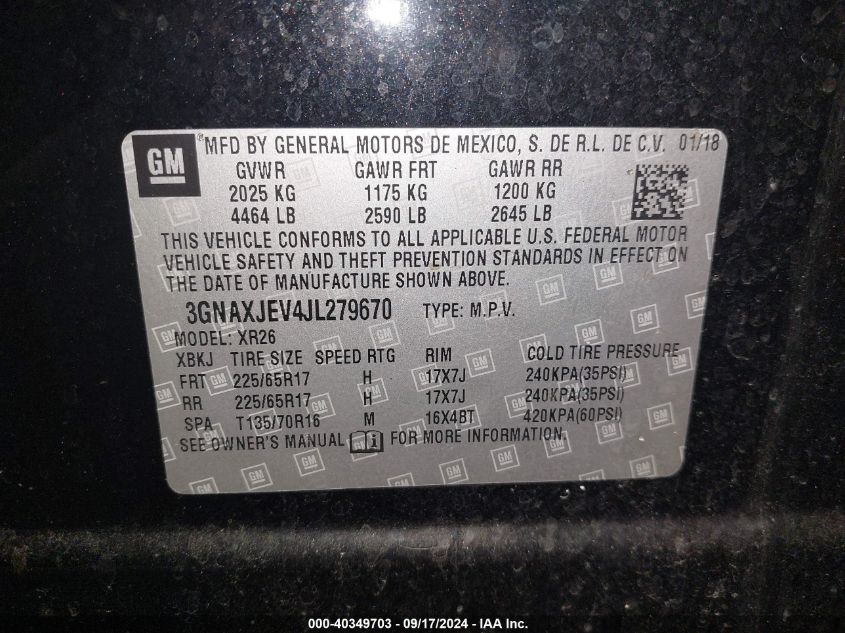 GM ® MFD BY GENERAL MOTORS DE MEXICO, S. DE R.L. DE C.V. 01/18
GVWR GAWR FRT GAWR RR
2025 KG 1175 KG 1200 KG
4464 LB 2590 LB 2645 LB
THIS VEHICLE CONFORMS TO ALL APPLICABLE U.S. FEDERAL MOTOR
VEHICLE SAFETY AND THEFT PREVENTION STANDARDS IN EFFECT ON
THE DATE OF MANUFACTURE SHOWN ABOVE.
3GNAXJEV4JL279670 TYPE: M.P.V.
MODEL: XR26
XBKJ TIRE SIZE SPEED RTG RIM COLD TIRE PRESSURE
FRT 225/65R17 H 17X7J 240KPA(35PSI)
RR 225/65R17 H 17X7J 240KPA(35PSI)
SPA T135/70R16 M 16X4BT 420KPA(60PSI)
SEE OWNER'S MANUAL FOR MORE INFORMATION.
000-40349703 - 09/17/2024 - IAA Inc.